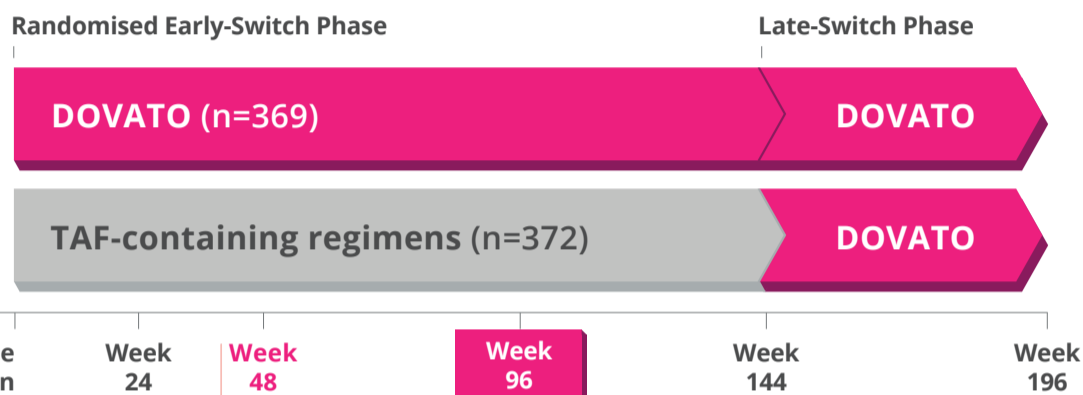 Randomised Early-Switch Phase
Late-Switch Phase
DOVATO (n=369)
DOVATO
TAF-containing regimens (n=372)
DOVATO
e
n
Week
24
Week
48
Week
96
Week
144
Week
196